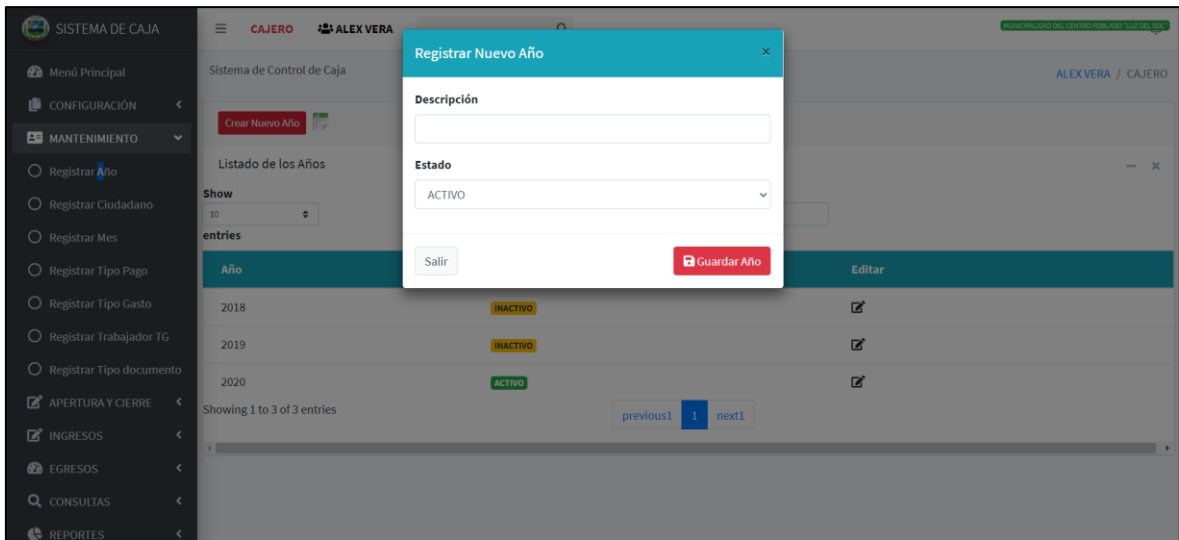 SISTEMA DE CAJA
CAJERO ALEX VERA
MUNICIPALIDAD DEL CENTRO POBLADO "LUZ DEL SOL"
Menú Principal
CONFIGURACIÓN
MANTENIMIENTO
Registrar Año
Registrar Ciudadano
Registrar Mes
Registrar Tipo Pago
Registrar Tipo Gasto
Registrar Trabajador TG
Registrar Tipo documento
APERTURA Y CIERRE
INGRESOS
EGRESOS
CONSULTAS
REPORTES
Sistema de Control de Caja
ALEX VERA / CAJERO
Crear Nuevo Año
Listado de los Años
Show
10
entries
Año Editar
2018 INACTIVO
2019 INACTIVO
2020 ACTIVO
Showing 1 to 3 of 3 entries
previous1 1 next1
Registrar Nuevo Año ×
Descripción
Estado
ACTIVO
Salir Guardar Año